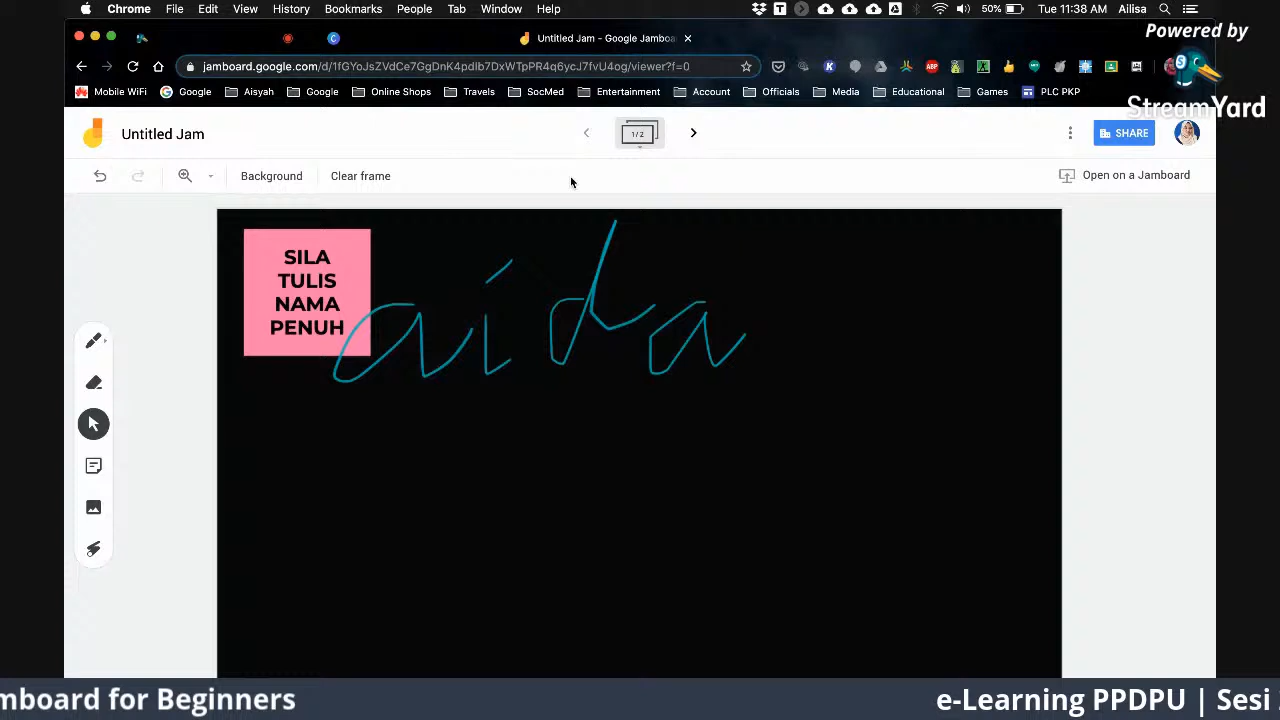 Chrome File Edit View History Bookmarks People Tab Window Help 50% Tue 11:38 AM Ailisa
Powered by
StreamYard
Untitled Jam - Google Jamboa
jamboard.google.com/d/1fGYoJsZVdCe7GgDnK4pdlb7DxWTpPR4q6ycJ7fvU4og/viewer?f=0
Mobile WiFi Google Aisyah Google Online Shops Travels SocMed Entertainment Account Officials Media Educational Games PLC PKP
Untitled Jam 1/2 SHARE
Background Clear frame Open on a Jamboard
SILA
TULIS
NAMA
PENUH
aida
mboard for Beginners e-Learning PPDPU | Sesi